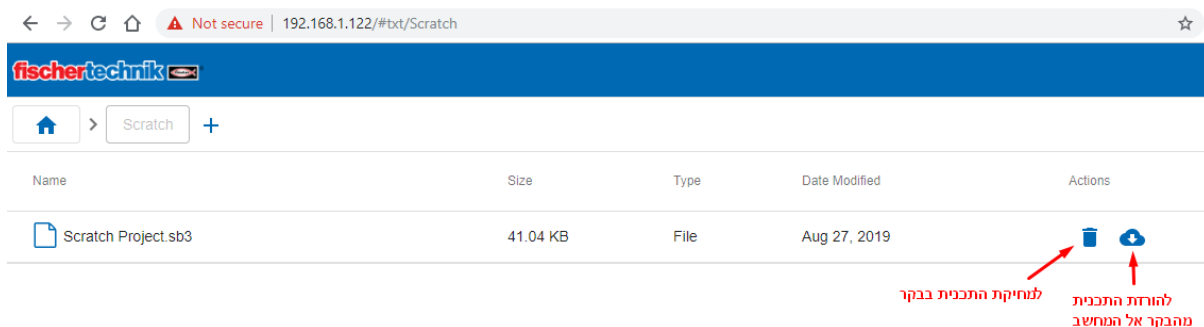 Not secure | 192.168.1.122/#txt/Scratch
fischertechnik
Scratch
Name Size Type Date Modified Actions
Scratch Project.sb3 41.04 KB File Aug 27, 2019
למחיקת התכנית בבקר
להורדת התכנית
מהבקר אל המחשב